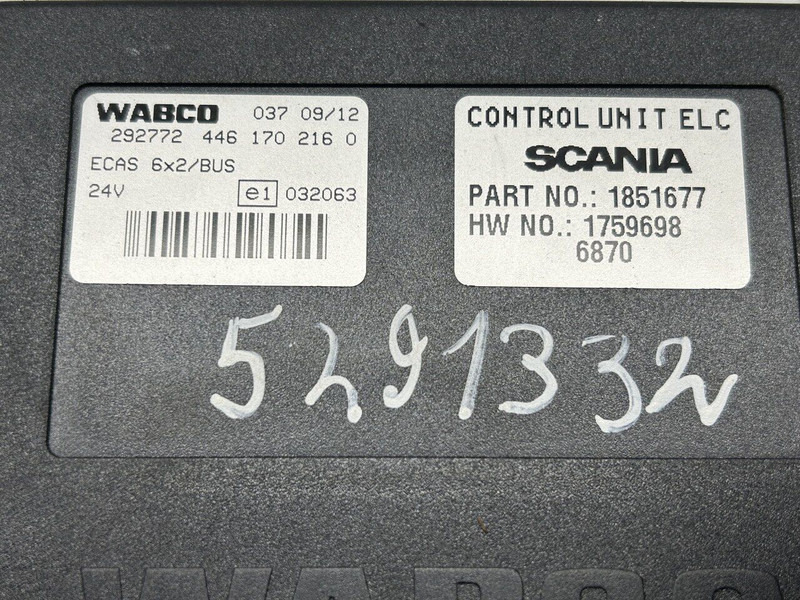 WABCO 037 09/12
292772 446 170 216 0
ECAS 6x2/BUS
24V e1 032063
CONTROL UNIT ELC
SCANIA
PART NO.: 1851677
HW NO.: 1759698
6870
5291332
WABCO